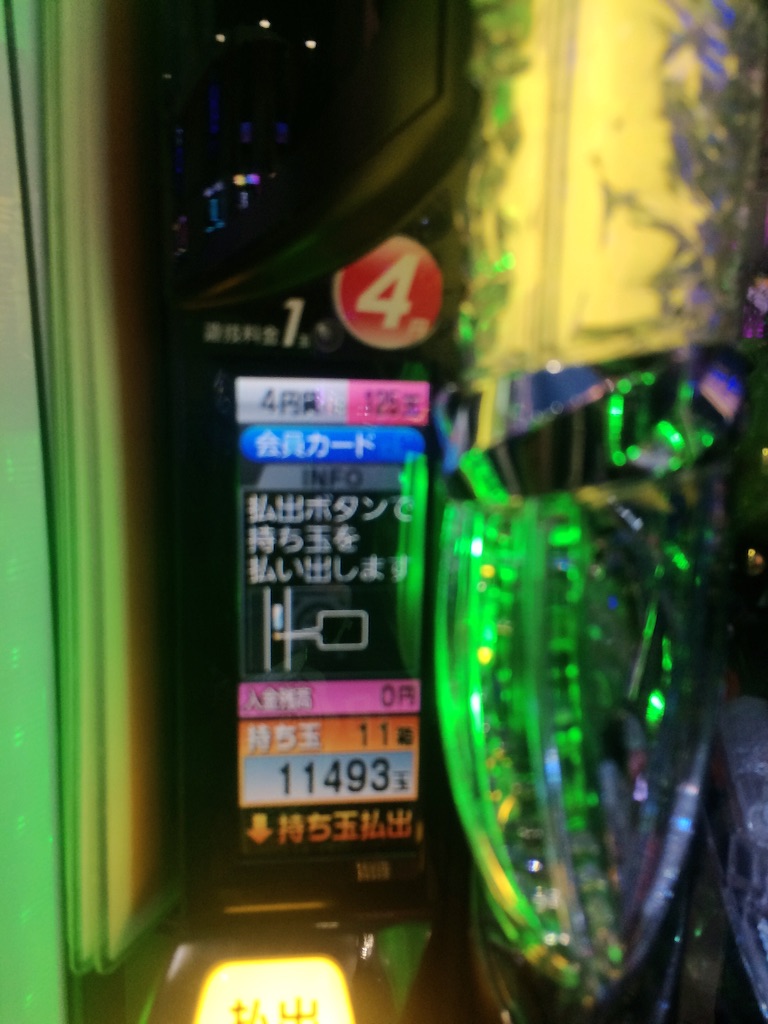 4
遊技料金1玉
4円貸 125玉
会員カード
INFO
払出ボタンで
持ち玉を
払い出します
入金残高 0円
持ち玉 11箱
11493玉
持ち玉払出
払出